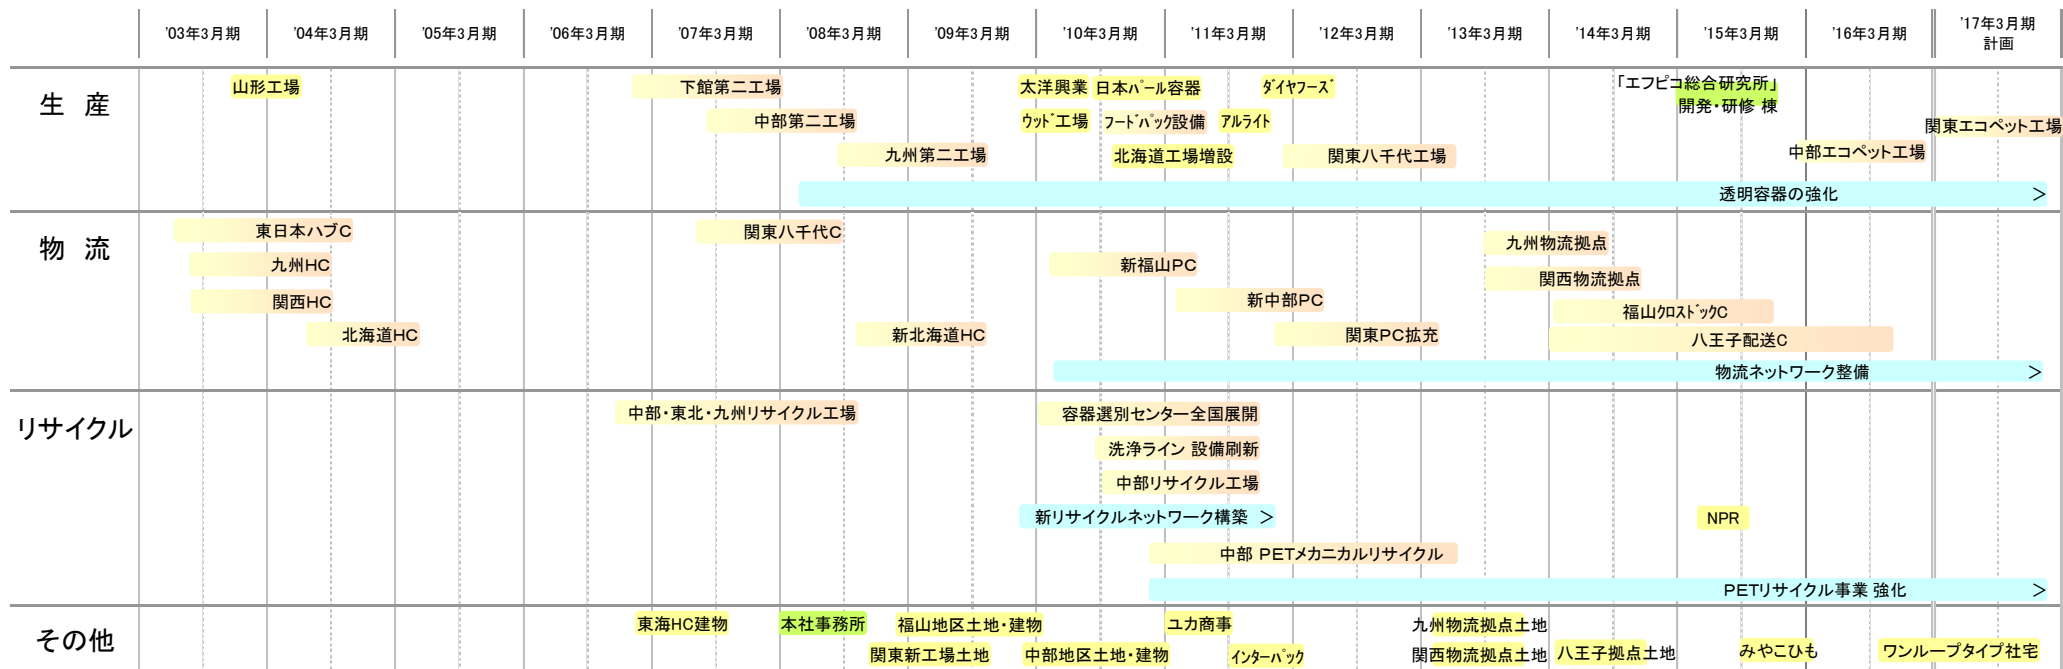 '03年3月期 '04年3月期 '05年3月期 '06年3月期 '07年3月期 '08年3月期 '09年3月期 '10年3月期 '11年3月期 '12年3月期 '13年3月期 '14年3月期 '15年3月期 '16年3月期 '17年3月期
計画
生産
山形工場 下館第二工場 太洋興業 日本パール容器 ダイヤフーズ 「エフピコ総合研究所」
開発・研修 棟
中部第二工場 ウッド工場 フードパック設備 アルライト 関東エコペット工場
九州第二工場 北海道工場増設 関東八千代工場 中部エコペット工場
透明容器の強化 >
物流
東日本ハブC 関東八千代C 九州物流拠点
九州HC 新福山PC 関西物流拠点
関西HC 新中部PC 福山クロスドックC
北海道HC 新北海道HC 関東PC拡充 八王子配送C
物流ネットワーク整備 >
リサイクル
中部・東北・九州リサイクル工場 容器選別センター全国展開
洗浄ライン 設備刷新
中部リサイクル工場
新リサイクルネットワーク構築 > NPR
中部 PETメカニカルリサイクル
PETリサイクル事業 強化 >
その他
東海HC建物 本社事務所 福山地区土地・建物 ユカ商事 九州物流拠点土地
関東新工場土地 中部地区土地・建物 インターパック 関西物流拠点土地 八王子拠点土地 みやこひも ワンループタイプ社宅